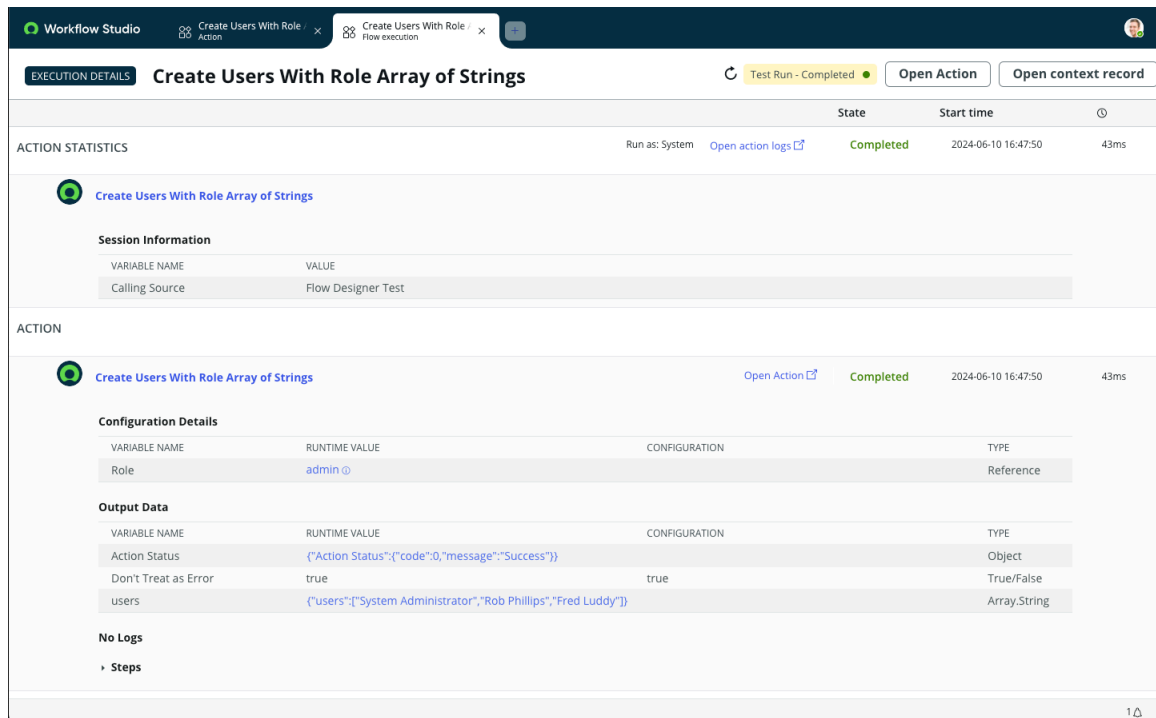 Workflow Studio
Create Users With Role
Action
Create Users With Role
Flow execution
EXECUTION DETAILS Create Users With Role Array of Strings Test Run - Completed Open Action Open context record
State Start time
ACTION STATISTICS Run as: System Open action logs Completed 2024-06-10 16:47:50 43ms
Create Users With Role Array of Strings
Session Information
VARIABLE NAME VALUE
Calling Source Flow Designer Test
ACTION
Create Users With Role Array of Strings Open Action Completed 2024-06-10 16:47:50 43ms
Configuration Details
VARIABLE NAME RUNTIME VALUE CONFIGURATION TYPE
Role admin Reference
Output Data
VARIABLE NAME RUNTIME VALUE CONFIGURATION TYPE
Action Status {"Action Status":{"code":0,"message":"Success"}} Object
Don't Treat as Error true true True/False
users {"users":["System Administrator","Rob Phillips","Fred Luddy"]} Array.String
No Logs
Steps
1